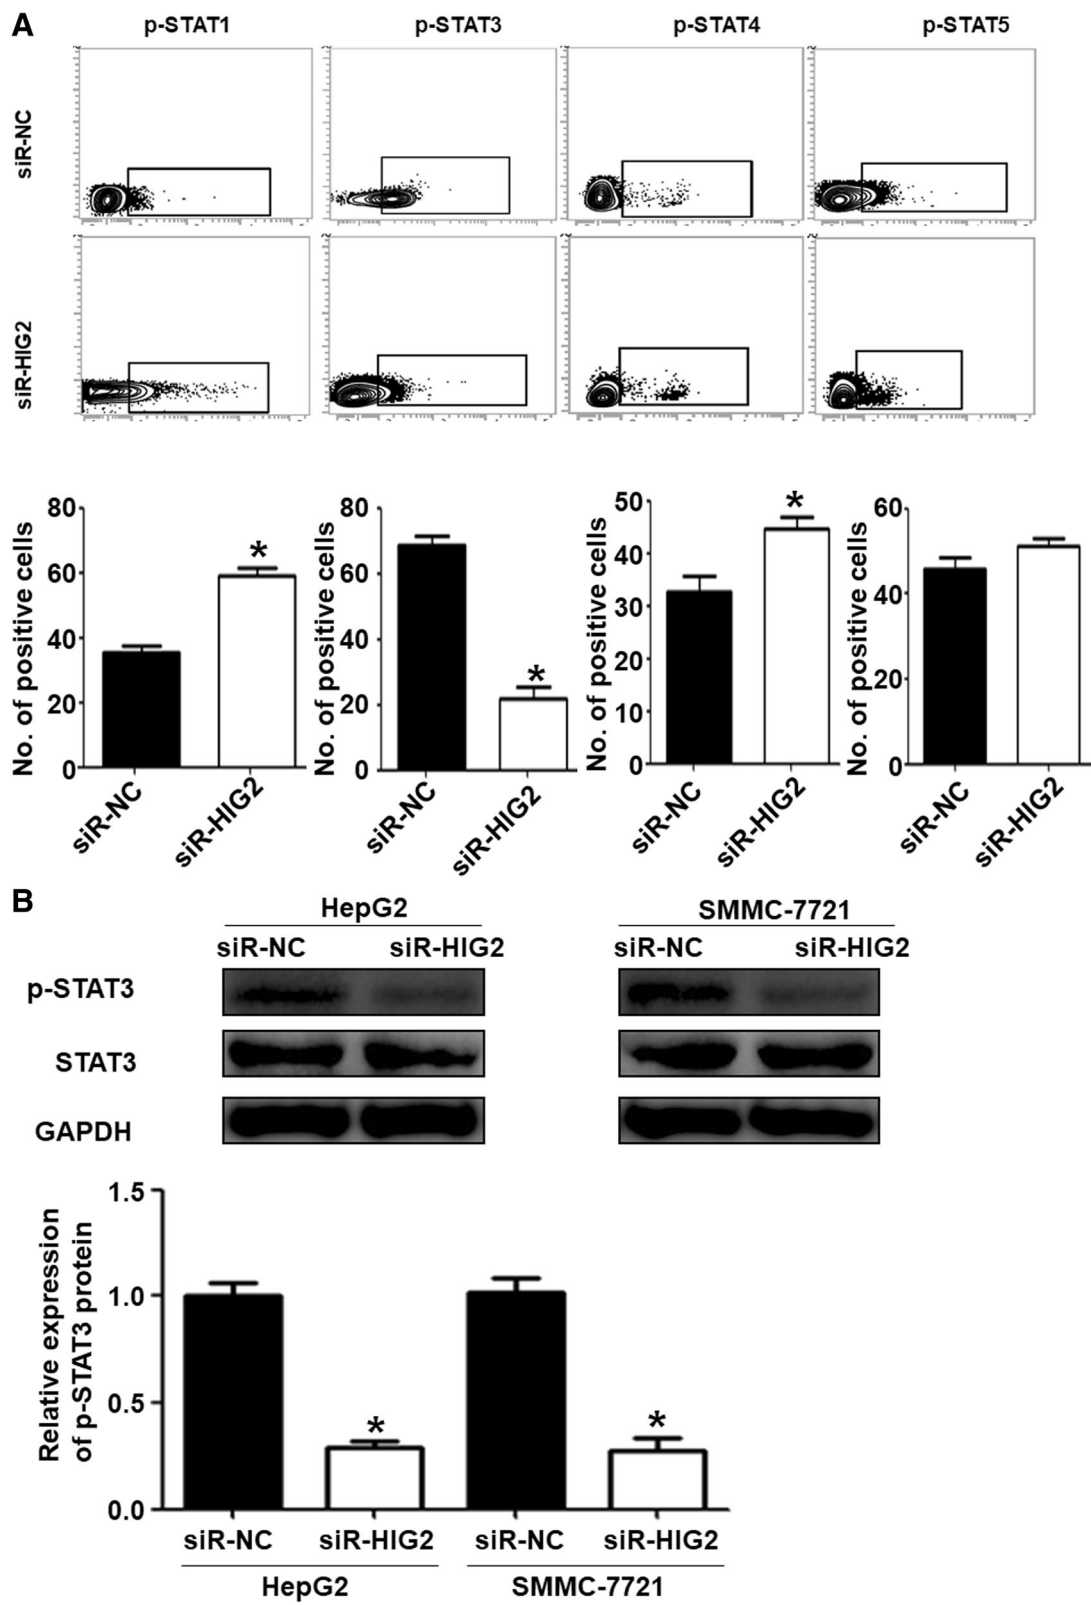 A
p-STAT1 p-STAT3 p-STAT4 p-STAT5
siR-NC
siR-HIG2
No. of positive cells
80
60
40
20
0
siR-NC siR-HIG2
No. of positive cells
80
60
40
20
0
siR-NC siR-HIG2
No. of positive cells
50
40
30
20
10
0
siR-NC siR-HIG2
No. of positive cells
60
40
20
0
siR-NC siR-HIG2
*
*
*
B
HepG2 SMMC-7721
siR-NC siR-HIG2 siR-NC siR-HIG2
p-STAT3
STAT3
GAPDH
Relative expression
of p-STAT3 protein
1.5
1.0
0.5
0.0
*
*
siR-NC siR-HIG2 siR-NC siR-HIG2
HepG2 SMMC-7721